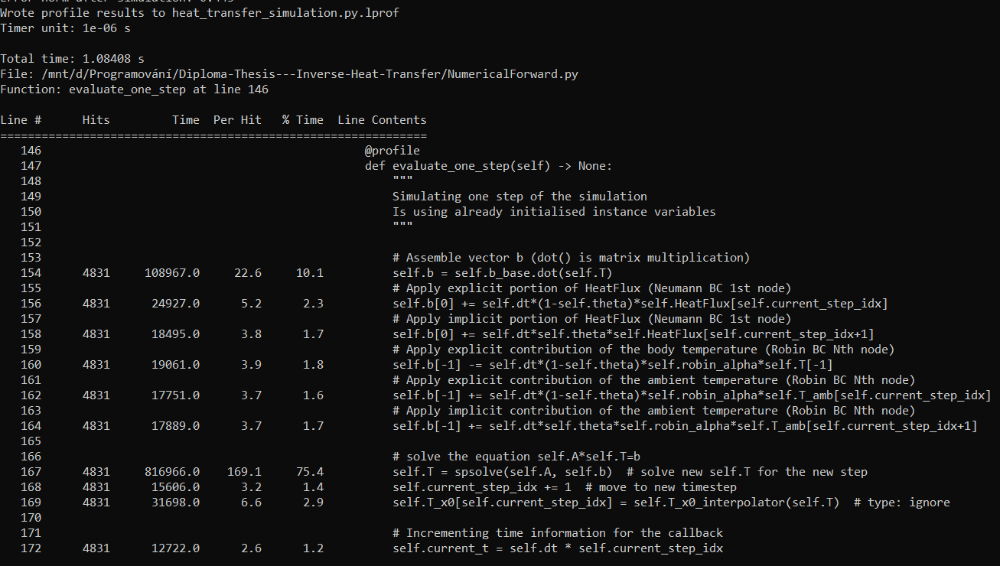 Error norm after simulation: 0.443
Wrote profile results to heat_transfer_simulation.py.lprof
Timer unit: 1e-06 s
Total time: 1.08408 s
File: /mnt/d/Programování/Diploma-Thesis---Inverse-Heat-Transfer/NumericalForward.py
Function: evaluate_one_step at line 146
Line #      Hits         Time  Per Hit   % Time  Line Contents
==============================================================
146                                               @profile
147                                               def evaluate_one_step(self) -> None:
148                                                   """
149                                                   Simulating one step of the simulation
150                                                   Is using already initialised instance variables
151                                                   """
152
153                                                   # Assemble vector b (dot() is matrix multiplication)
154      4831     108967.0     22.6     10.1          self.b = self.b_base.dot(self.T)
155                                                   # Apply explicit portion of HeatFlux (Neumann BC 1st node)
156      4831      24927.0      5.2      2.3          self.b[0] += self.dt*(1-self.theta)*self.HeatFlux[self.current_step_idx]
157                                                   # Apply implicit portion of HeatFlux (Neumann BC 1st node)
158      4831      18495.0      3.8      1.7          self.b[0] += self.dt*self.theta*self.HeatFlux[self.current_step_idx+1]
159                                                   # Apply explicit contribution of the body temperature (Robin BC Nth node)
160      4831      19061.0      3.9      1.8          self.b[-1] -= self.dt*(1-self.theta)*self.robin_alpha*self.T[-1]
161                                                   # Apply explicit contribution of the ambient temperature (Robin BC Nth node)
162      4831      17751.0      3.7      1.6          self.b[-1] += self.dt*(1-self.theta)*self.robin_alpha*self.T_amb[self.current_step_idx]
163                                                   # Apply implicit contribution of the ambient temperature (Robin BC Nth node)
164      4831      17889.0      3.7      1.7          self.b[-1] += self.dt*self.theta*self.robin_alpha*self.T_amb[self.current_step_idx+1]
165
166                                                   # solve the equation self.A*self.T=b
167      4831     816966.0    169.1     75.4          self.T = spsolve(self.A, self.b)  # solve new self.T for the new step
168      4831      15606.0      3.2      1.4          self.current_step_idx += 1  # move to new timestep
169      4831      31698.0      6.6      2.9          self.T_x0[self.current_step_idx] = self.T_x0_interpolator(self.T)  # type: ignore
170
171                                                   # Incrementing time information for the callback
172      4831      12722.0      2.6      1.2          self.current_t = self.dt * self.current_step_idx